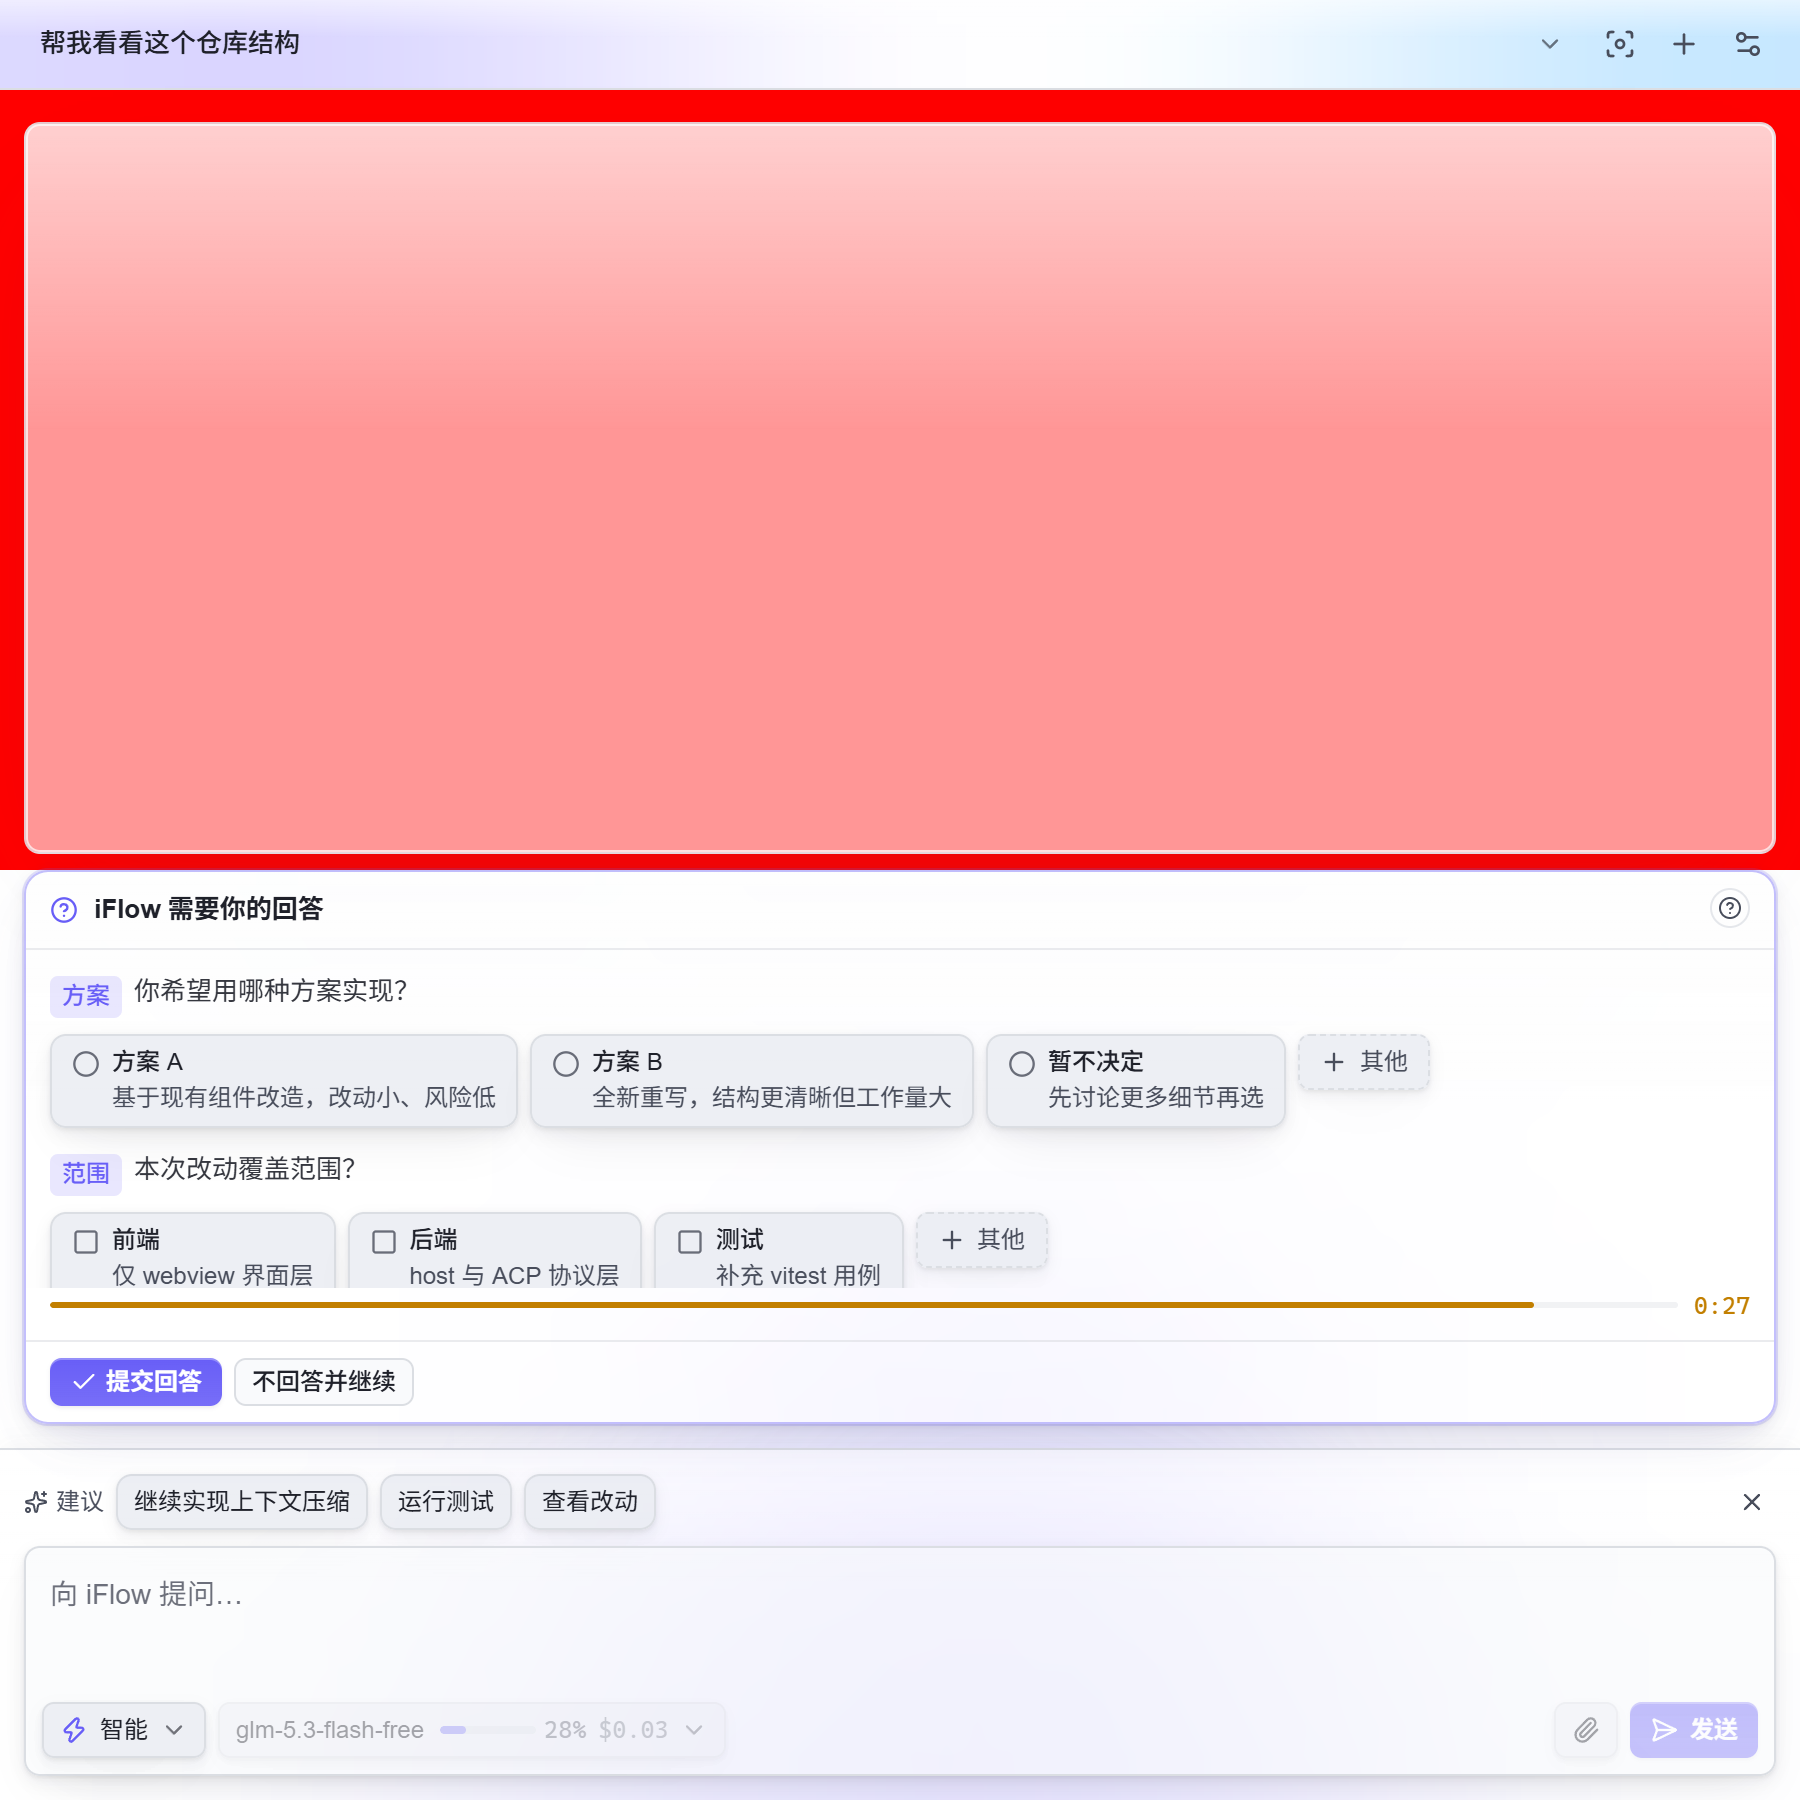 帮我看看这个仓库结构
iFlow 需要你的回答
方案 你希望用哪种方案实现？
方案 A
基于现有组件改造，改动小、风险低
方案 B
全新重写，结构更清晰但工作量大
暂不决定
先讨论更多细节再选
其他
范围 本次改动覆盖范围？
前端
仅 webview 界面层
后端
host 与 ACP 协议层
测试
补充 vitest 用例
其他
0:27
提交回答 不回答并继续
建议 继续实现上下文压缩 运行测试 查看改动
向 iFlow 提问…
智能 glm-5.3-flash-free 28% $0.03 发送